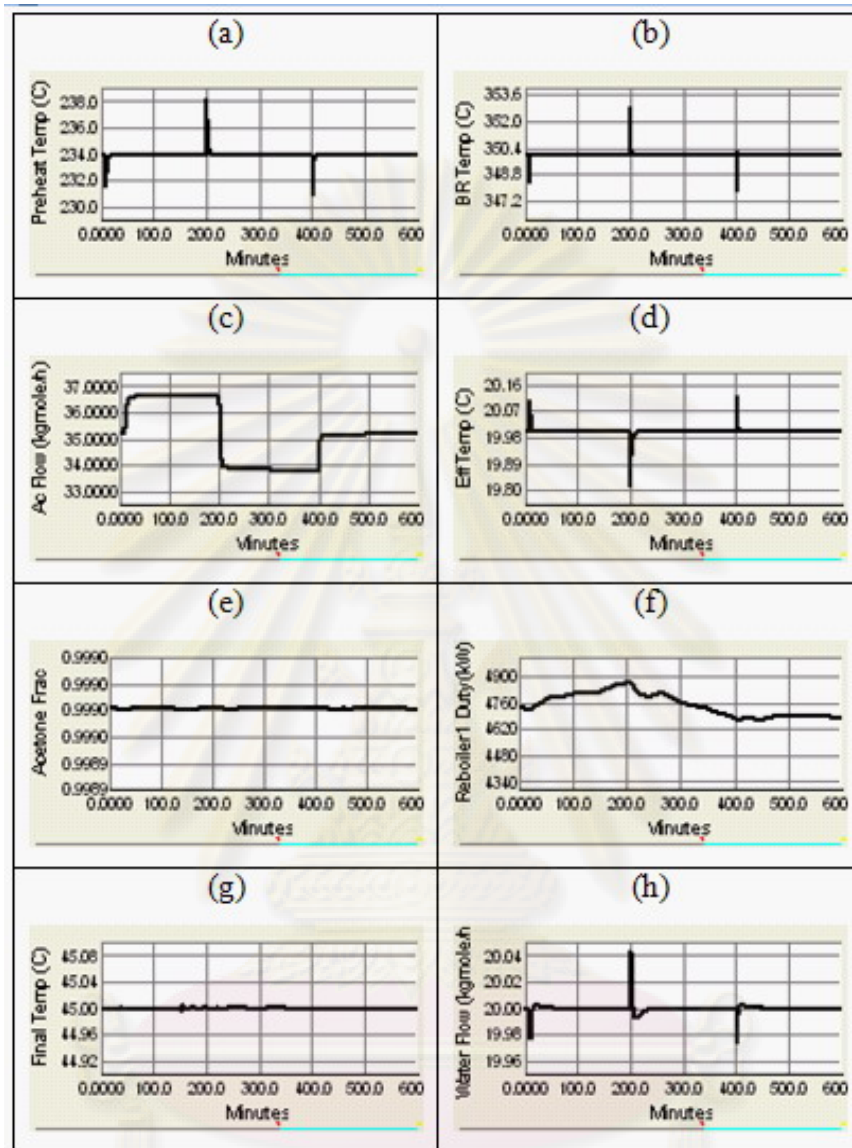 (a)
Preheat Temp (C)
238.0
236.0
234.0
232.0
230.0
0.0000 100.0 200.0 300.0 400.0 500.0 600
Minutes
(b)
BR Temp (C)
353.6
352.0
350.4
348.8
347.2
0.0000 100.0 200.0 300.0 400.0 500.0 600
Minutes
(c)
Ac Flow (kgmole.h)
37.0000
36.0000
35.0000
34.0000
33.0000
0.0000 100.0 200.0 300.0 400.0 500.0 600
Minutes
(d)
Eff Temp (C)
20.16
20.07
19.98
19.89
19.80
0.0000 100.0 200.0 300.0 400.0 500.0 600
Minutes
(e)
Acetone Frac
0.9990
0.9990
0.9990
0.9990
0.9989
0.9989
0.0000 100.0 200.0 300.0 400.0 500.0 600
Minutes
(f)
Reboiler1 Duty(kW)
4900
4760
4620
4480
4340
0.0000 100.0 200.0 300.0 400.0 500.0 600
Minutes
(g)
Final Temp (C)
45.08
45.04
45.00
44.96
44.92
0.0000 100.0 200.0 300.0 400.0 500.0 600
Minutes
(h)
Water Flow (kgmole.h
20.04
20.02
20.00
19.98
19.96
0.0000 100.0 200.0 300.0 400.0 500.0 600
Minutes